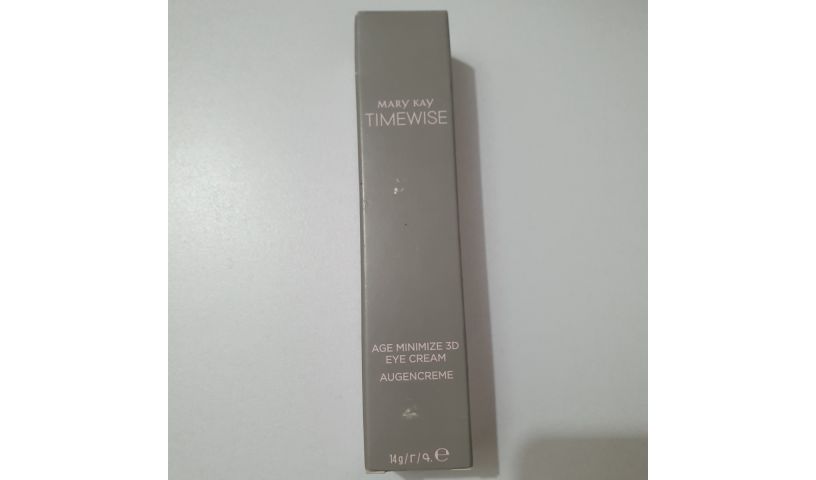 MARY KAY
TIMEWISE
AGE MINIMIZE 3D
EYE CREAM
AUGENCREME
14 g/Г/Գ. ℮